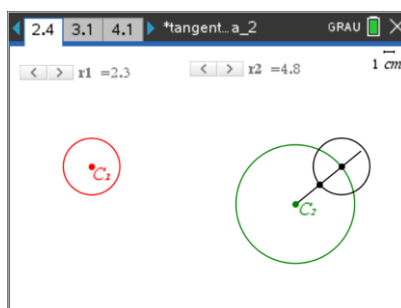 2.4 3.1 4.1 *tangent...a_2 GRAU
< > r1 =2.3 < > r2 =4.8 1 cm
C₁
C₂